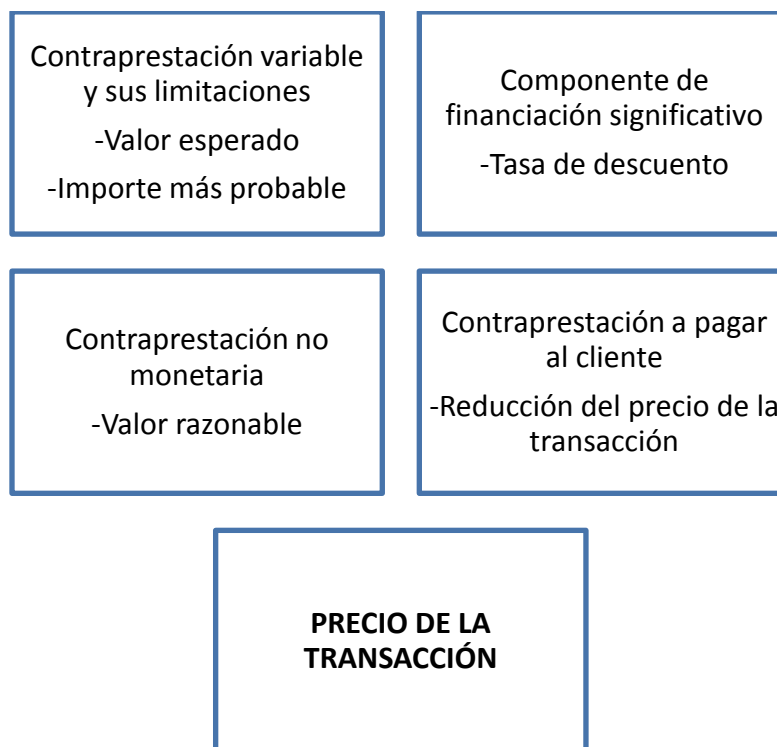 Contraprestación variable
y sus limitaciones
-Valor esperado
-Importe más probable
Componente de
financiación significativo
-Tasa de descuento
Contraprestación no
monetaria
-Valor razonable
Contraprestación a pagar
al cliente
-Reducción del precio de la
transacción
PRECIO DE LA
TRANSACCIÓN